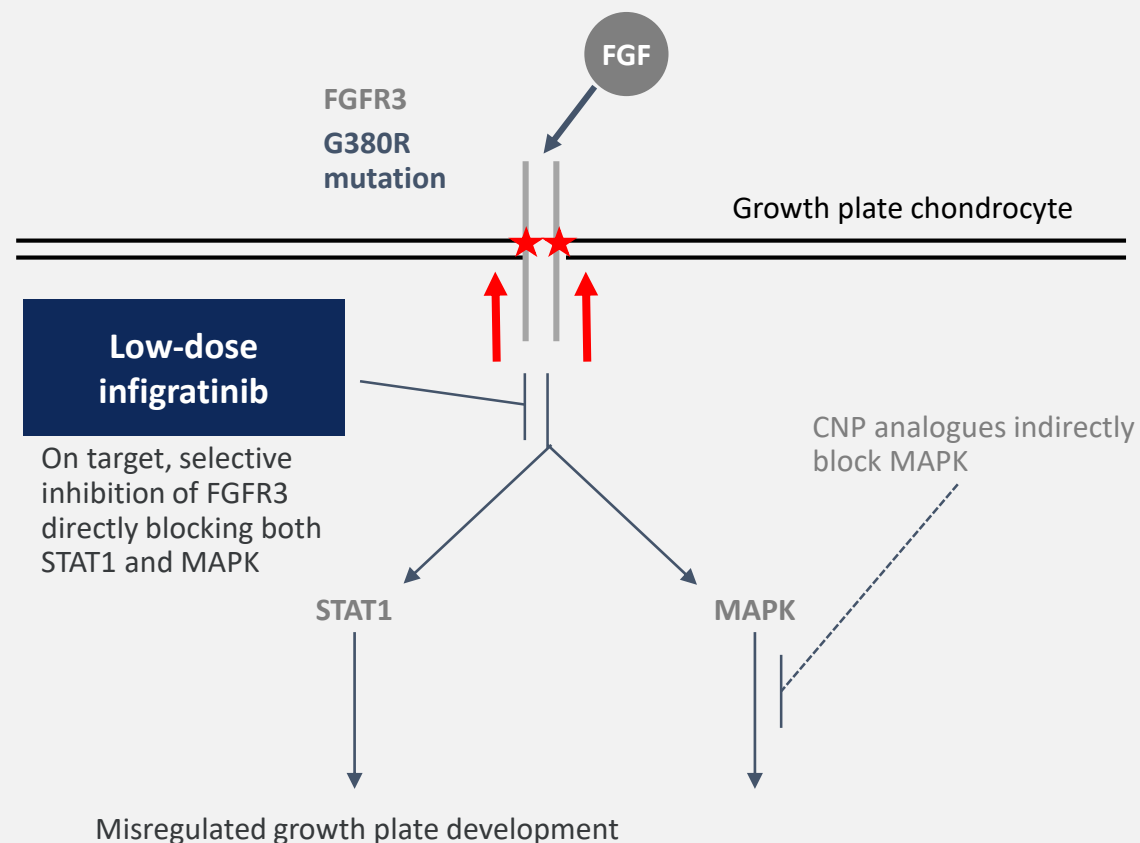 FGF
FGFR3
G380R
mutation
Growth plate chondrocyte
Low-dose
infigratinib
On target, selective
inhibition of FGFR3
directly blocking both
STAT1 and MAPK
CNP analogues indirectly
block MAPK
STAT1
MAPK
Misregulated growth plate development